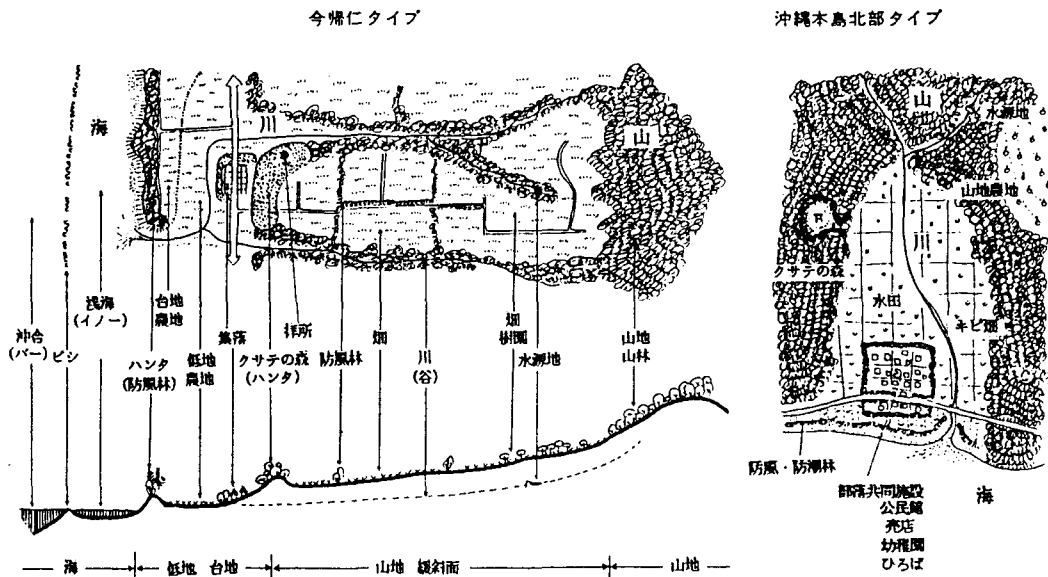 今帰仁タイプ
沖縄本島北部タイプ
海
川
山
沖合
(バー)
ピシ
浅海
(イノー)
ハンタ
(防風林)
台地
農地
低地
農地
集落
クサテの森
(ハンタ)
拝所
防風林
畑
川
(谷)
畑
樹園
水源地
山地
山林
海
低地 台地
山地 緩斜面
山地
山
水源地
山地農地
川
クサテの森
水田
キビ畑
防風・防潮林
海
部落共同施設
公民館
売店
幼稚園
ひろば